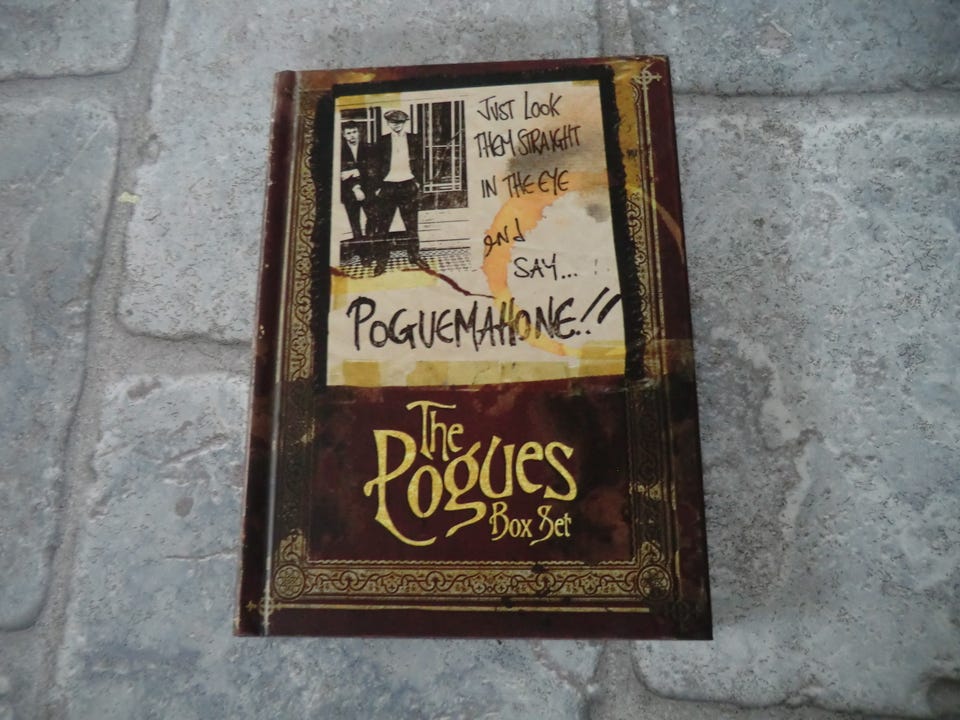 JUST LOOK
THEM STRAIGHT
IN THE EYE
and
SAY...
POGUEMAHONE!!
The
Pogues
Box Set